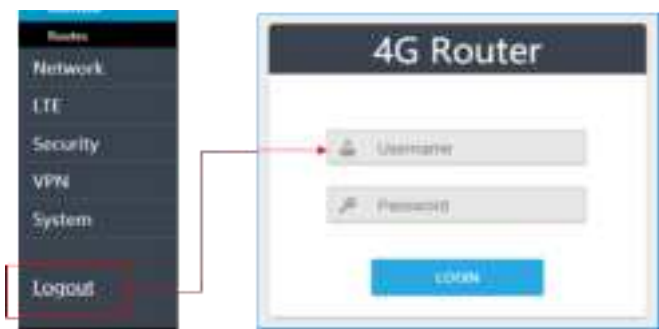 Routes
Network
LTE
Security
VPN
System
Logout
4G Router
Username
Password
LOGIN